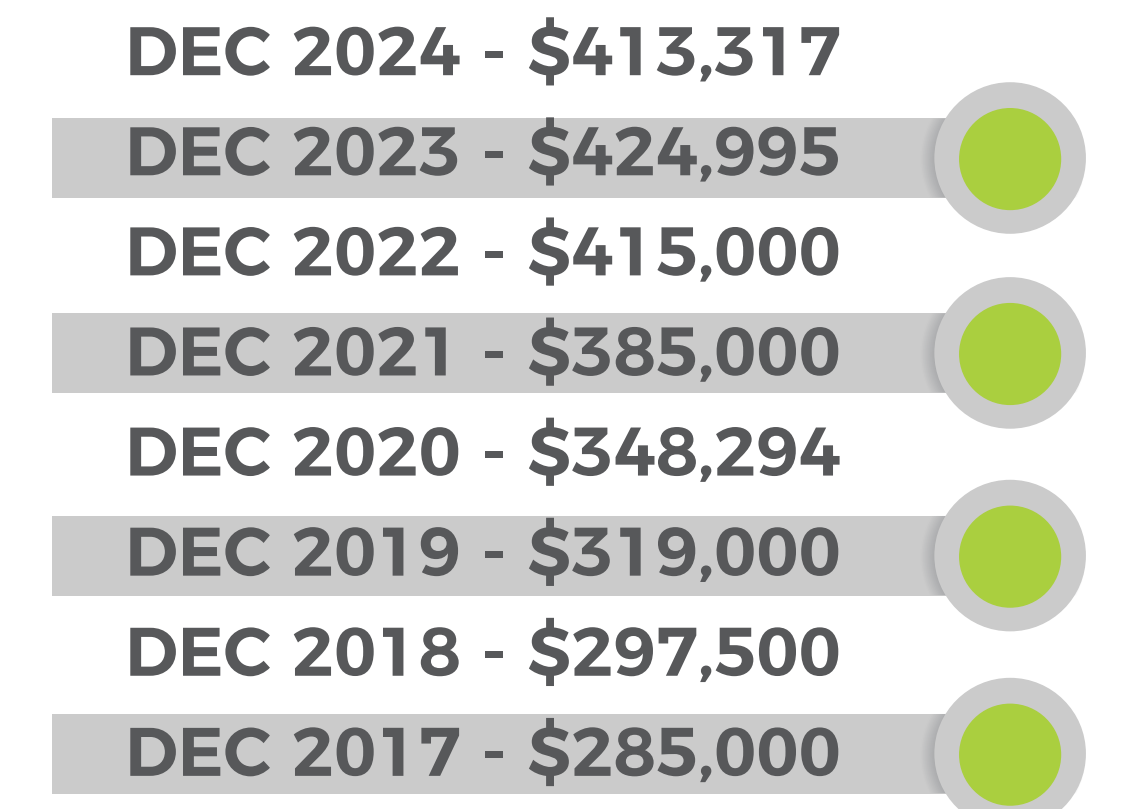 DEC 2024 - $413,317
DEC 2023 - $424,995
DEC 2022 - $415,000
DEC 2021 - $385,000
DEC 2020 - $348,294
DEC 2019 - $319,000
DEC 2018 - $297,500
DEC 2017 - $285,000